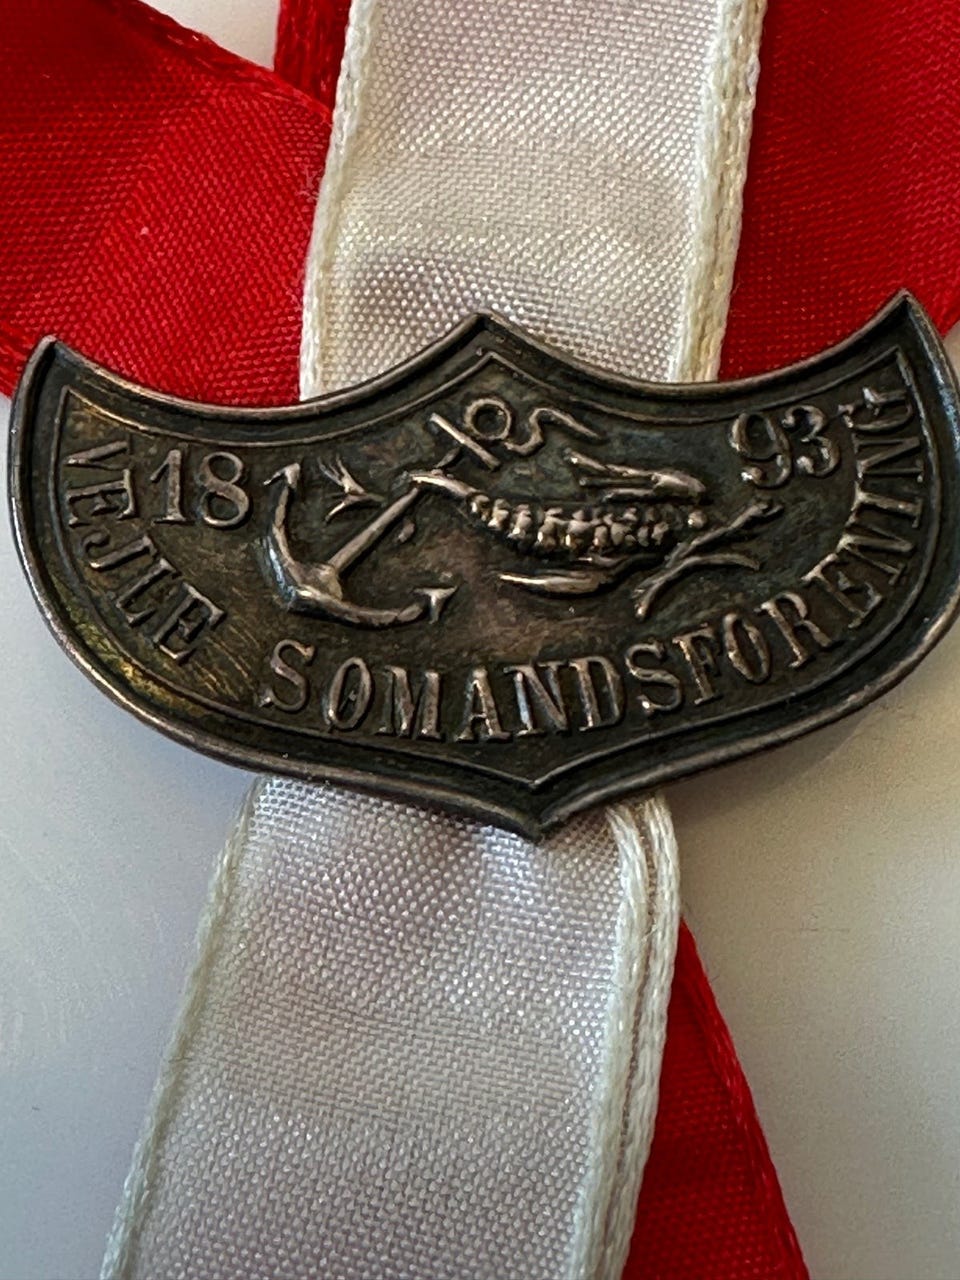 18 93
VEJLE SØMANDSFORENING